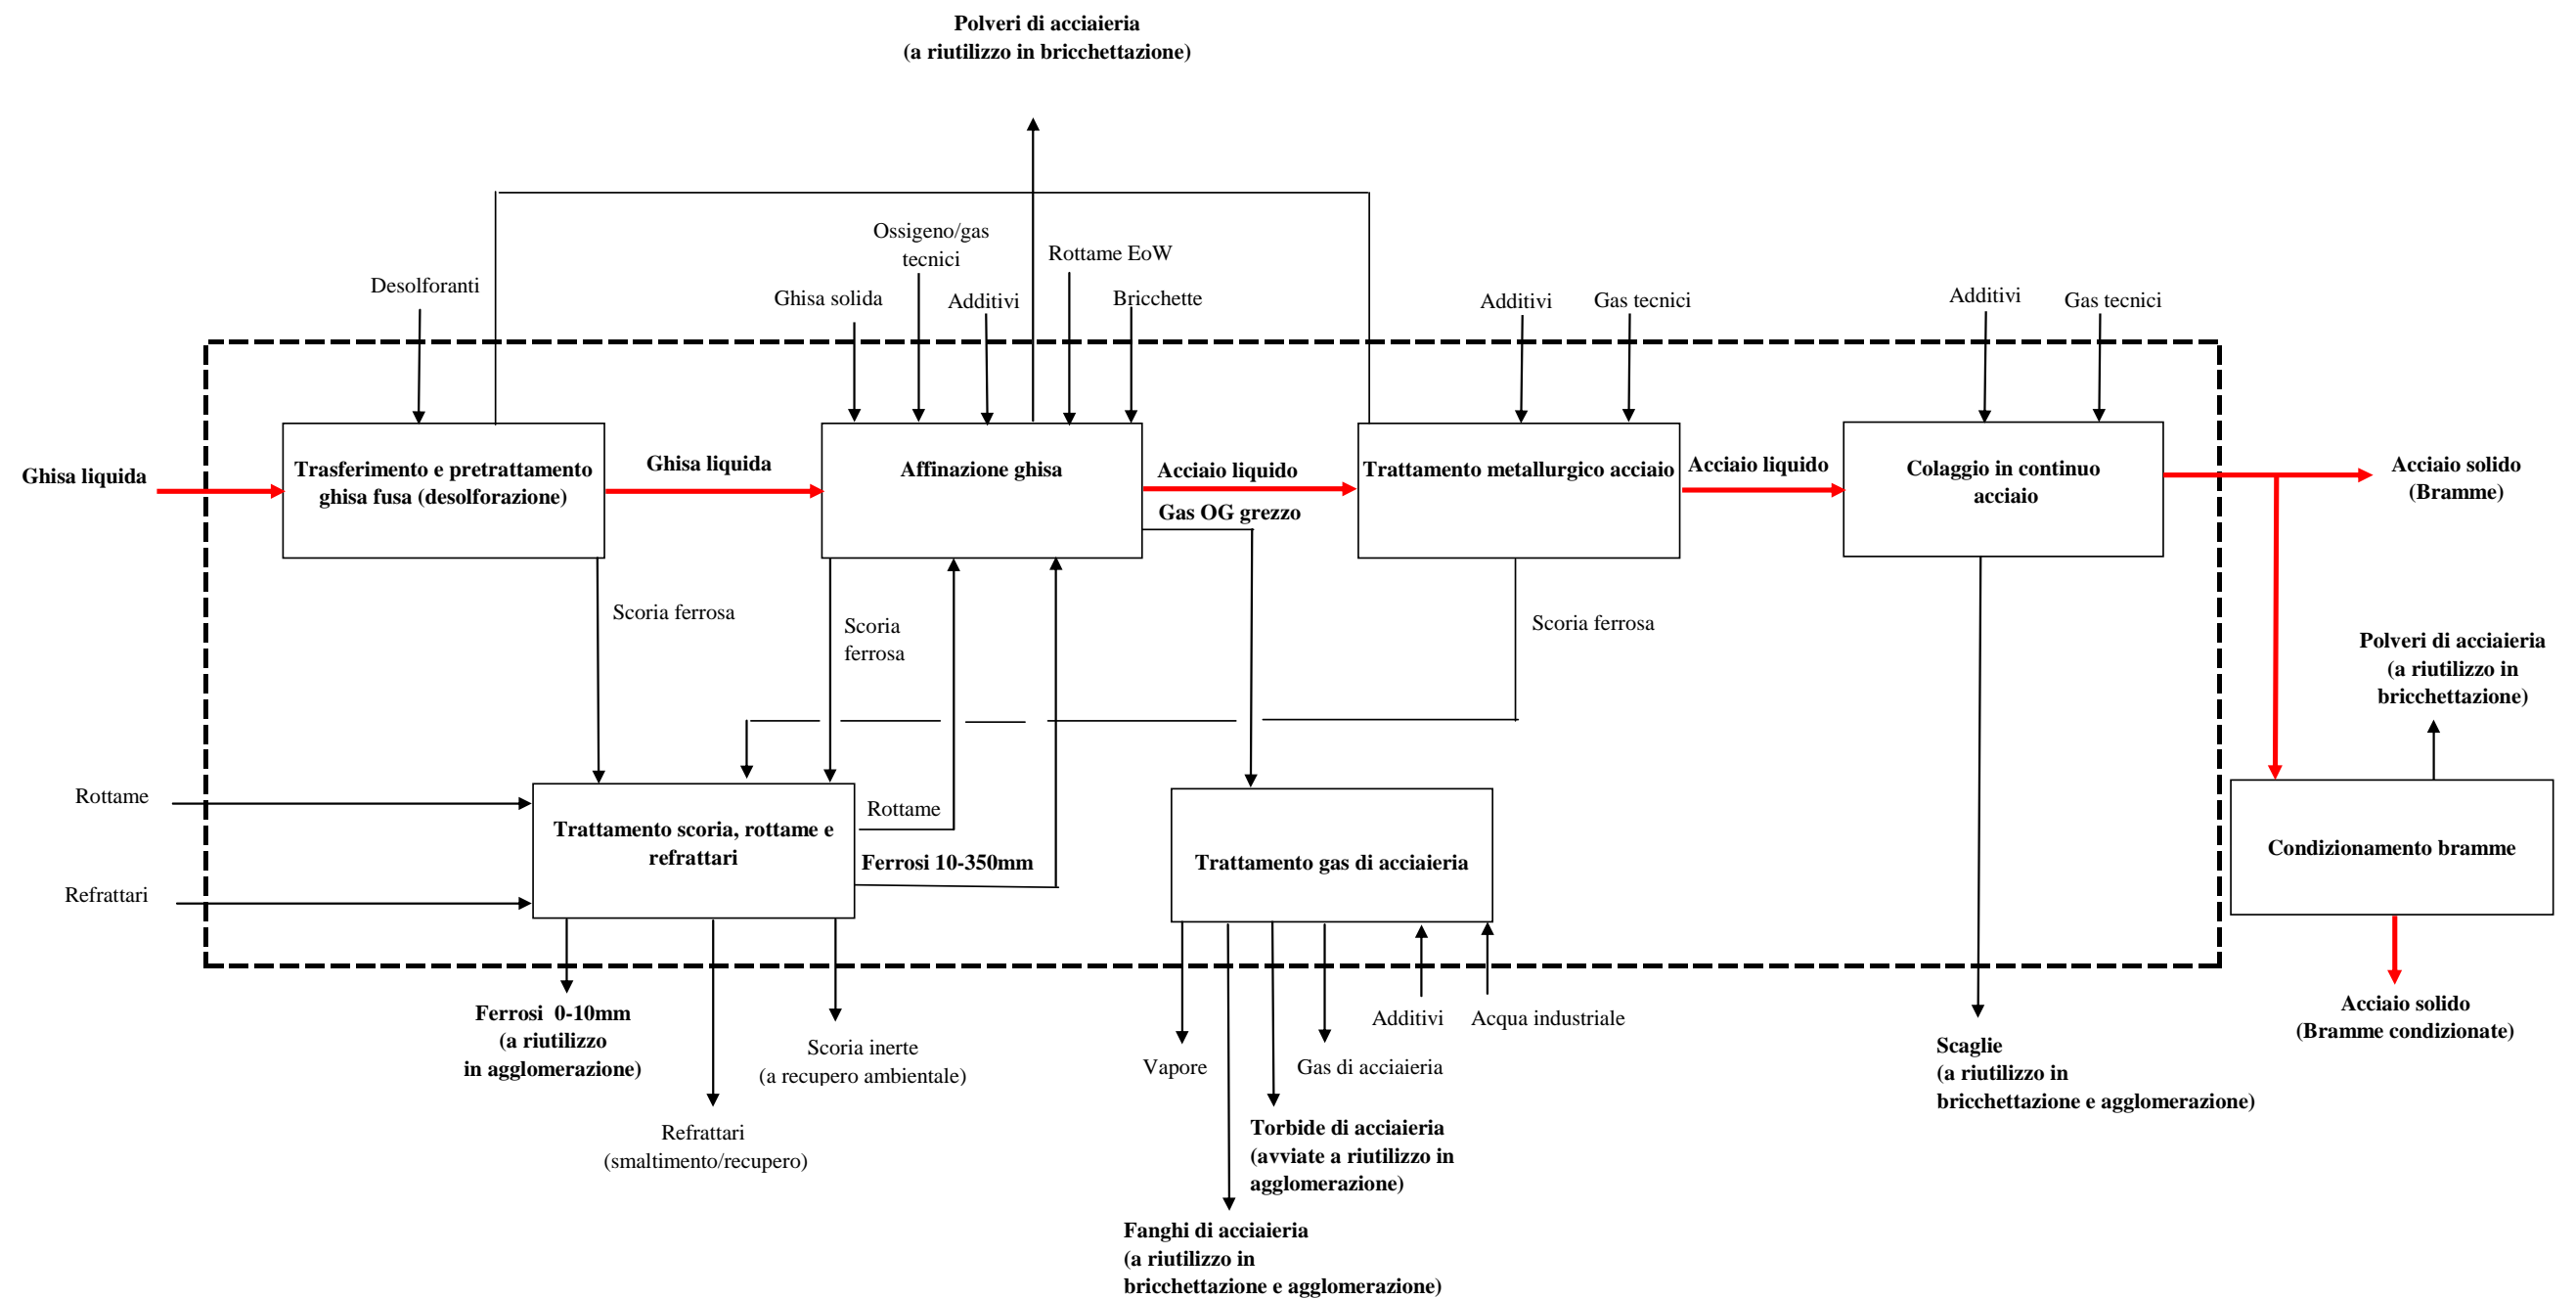 Polveri di acciaieria
(a riutilizzo in bricchettazione)
Ossigeno/gas
tecnici
Rottame EoW
Desolforanti
Ghisa solida
Additivi
Bricchette
Additivi
Gas tecnici
Additivi
Gas tecnici
Ghisa liquida
Trasferimento e pretrattamento
ghisa fusa (desolforazione)
Ghisa liquida
Affinazione ghisa
Acciaio liquido
Gas OG grezzo
Trattamento metallurgico acciaio
Acciaio liquido
Colaggio in continuo
acciaio
Acciaio solido
(Bramme)
Scoria ferrosa
Scoria
ferrosa
Scoria ferrosa
Polveri di acciaieria
(a riutilizzo in
bricchettazione)
Rottame
Refrattari
Trattamento scoria, rottame e
refrattari
Rottame
Ferrosi 10-350mm
Trattamento gas di acciaieria
Condizionamento bramme
Ferrosi  0-10mm
(a riutilizzo
in agglomerazione)
Refrattari
(smaltimento/recupero)
Scoria inerte
(a recupero ambientale)
Vapore
Gas di acciaieria
Additivi
Acqua industriale
Torbide di acciaieria
(avviate a riutilizzo in
agglomerazione)
Fanghi di acciaieria
(a riutilizzo in
bricchettazione e agglomerazione)
Scaglie
(a riutilizzo in
bricchettazione e agglomerazione)
Acciaio solido
(Bramme condizionate)